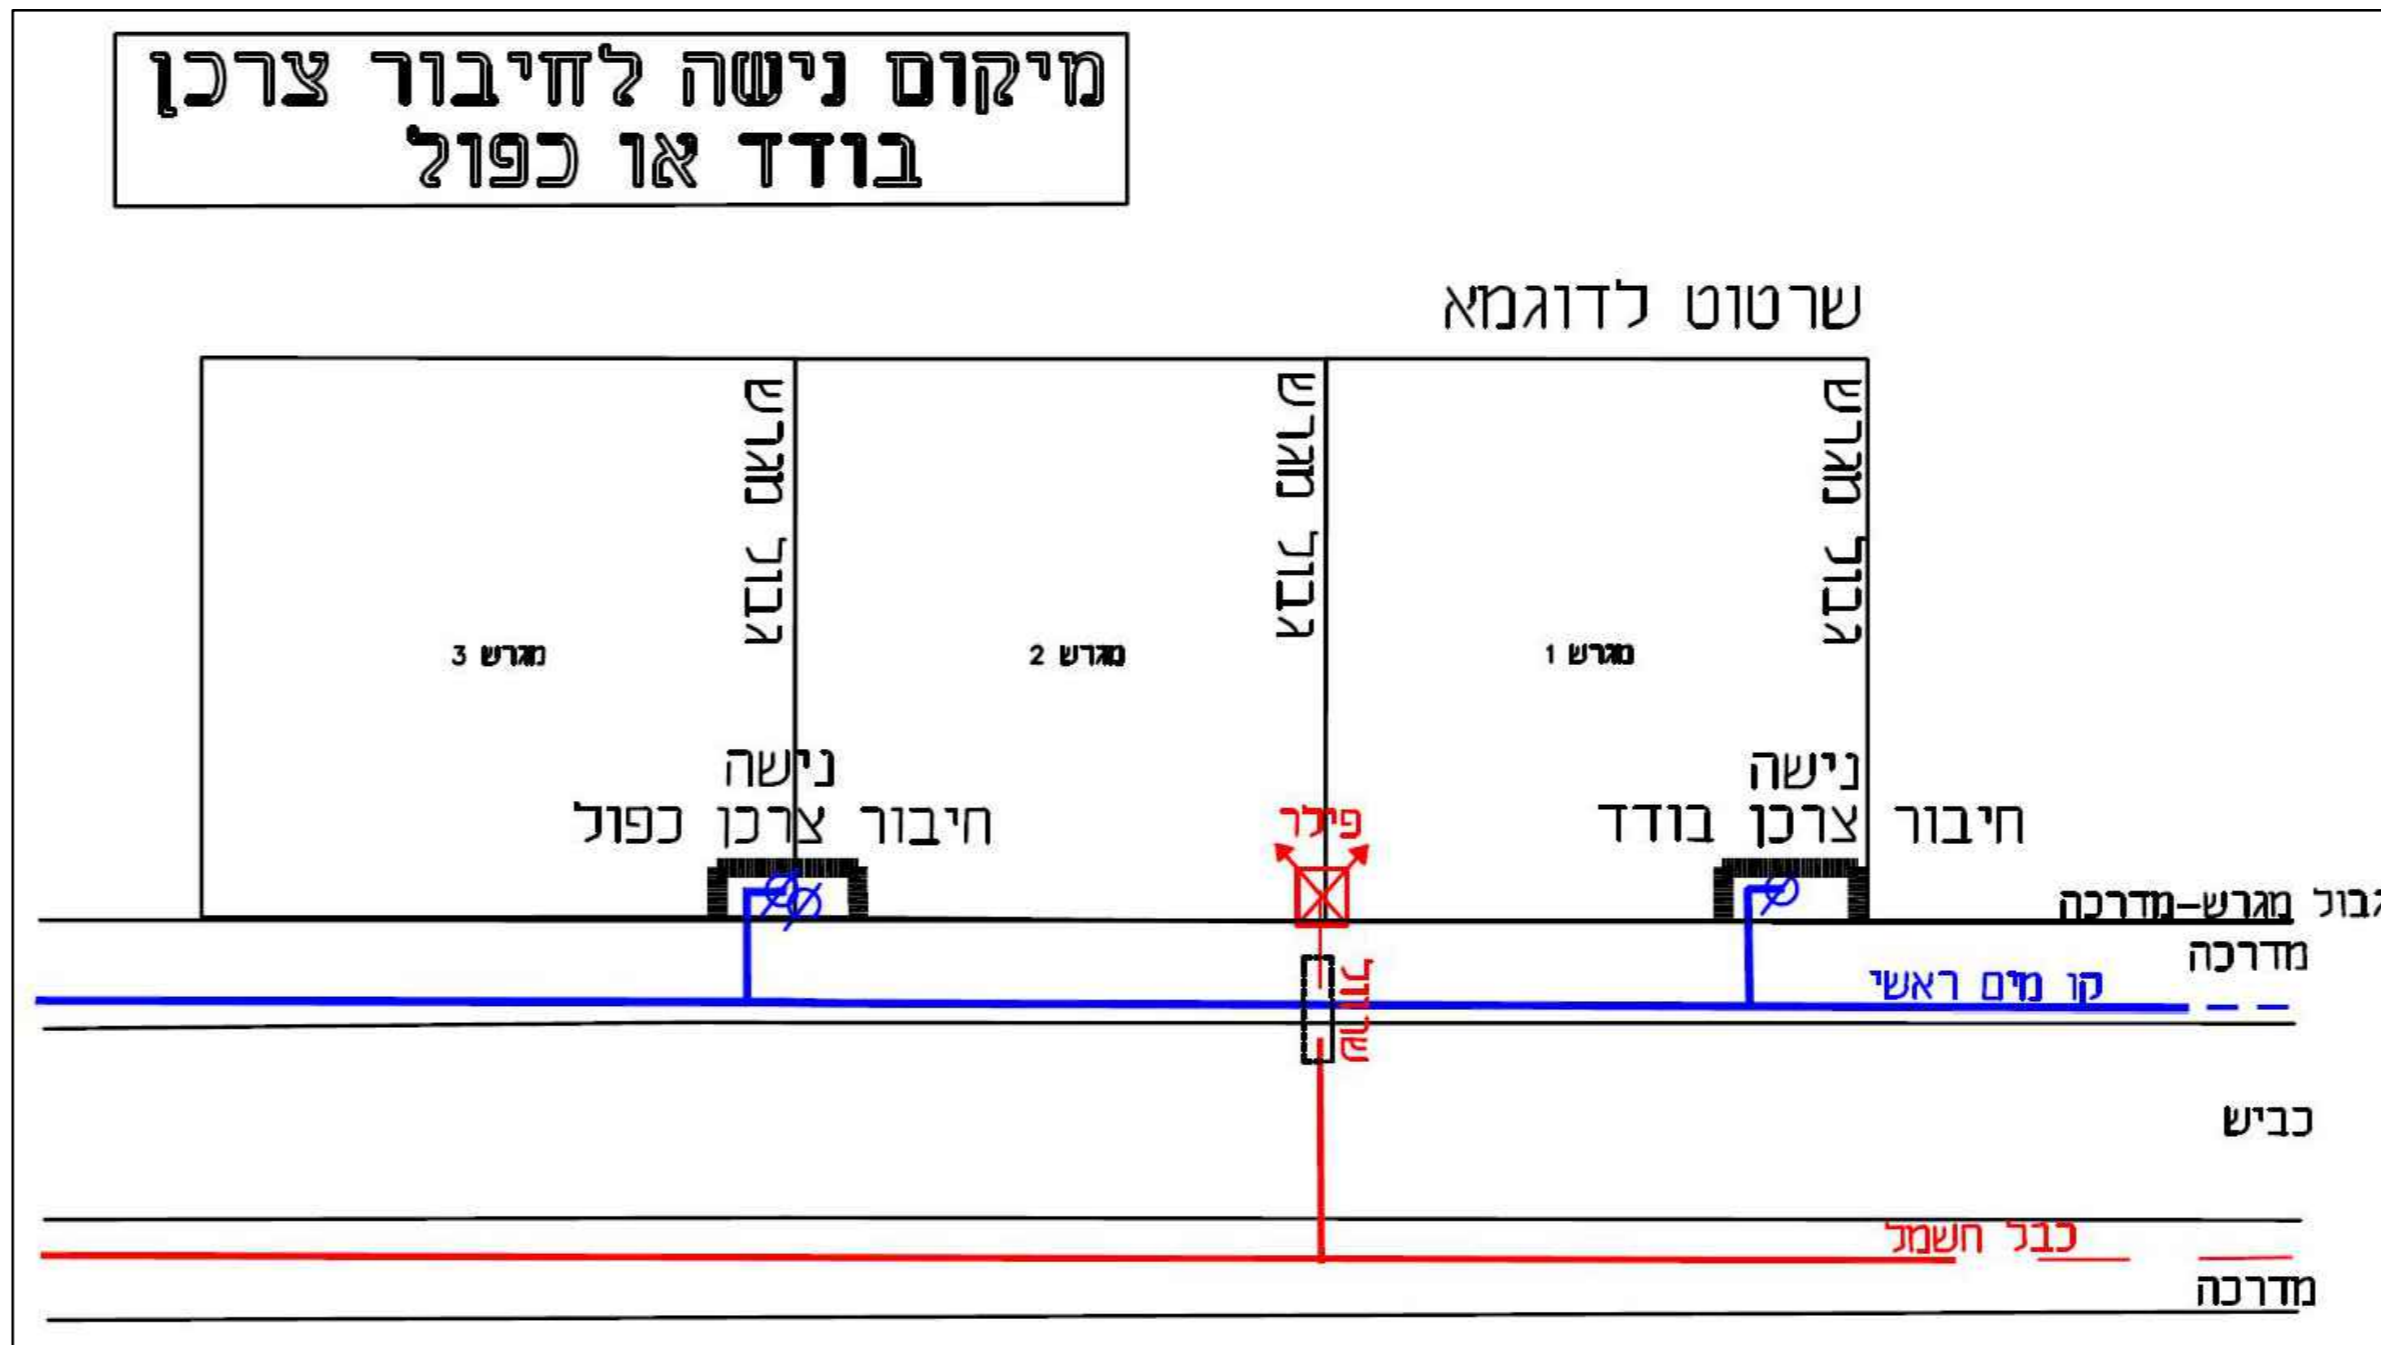 מיקום נישה לחיבור צרכן
בודד או כפול
שרטוט לדוגמא
גבול מגרש
גבול מגרש
גבול מגרש
מגרש 1
מגרש 2
מגרש 3
נישה
חיבור צרכן בודד
פילר
נישה
חיבור צרכן כפול
גבול מגרש-מדרכה
מדרכה
קו מים ראשי
שרוול
כביש
כבל חשמל
מדרכה